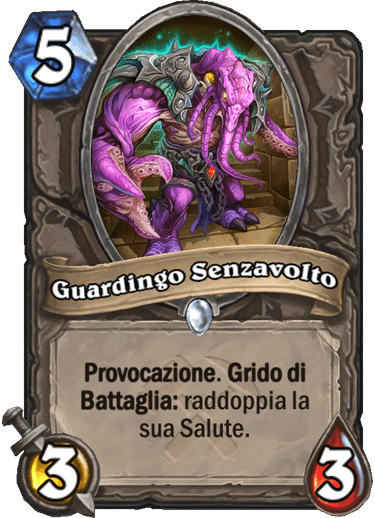 5
Guardingo Senzavolto
Provocazione. Grido di
Battaglia: raddoppia la
sua Salute.
3
3